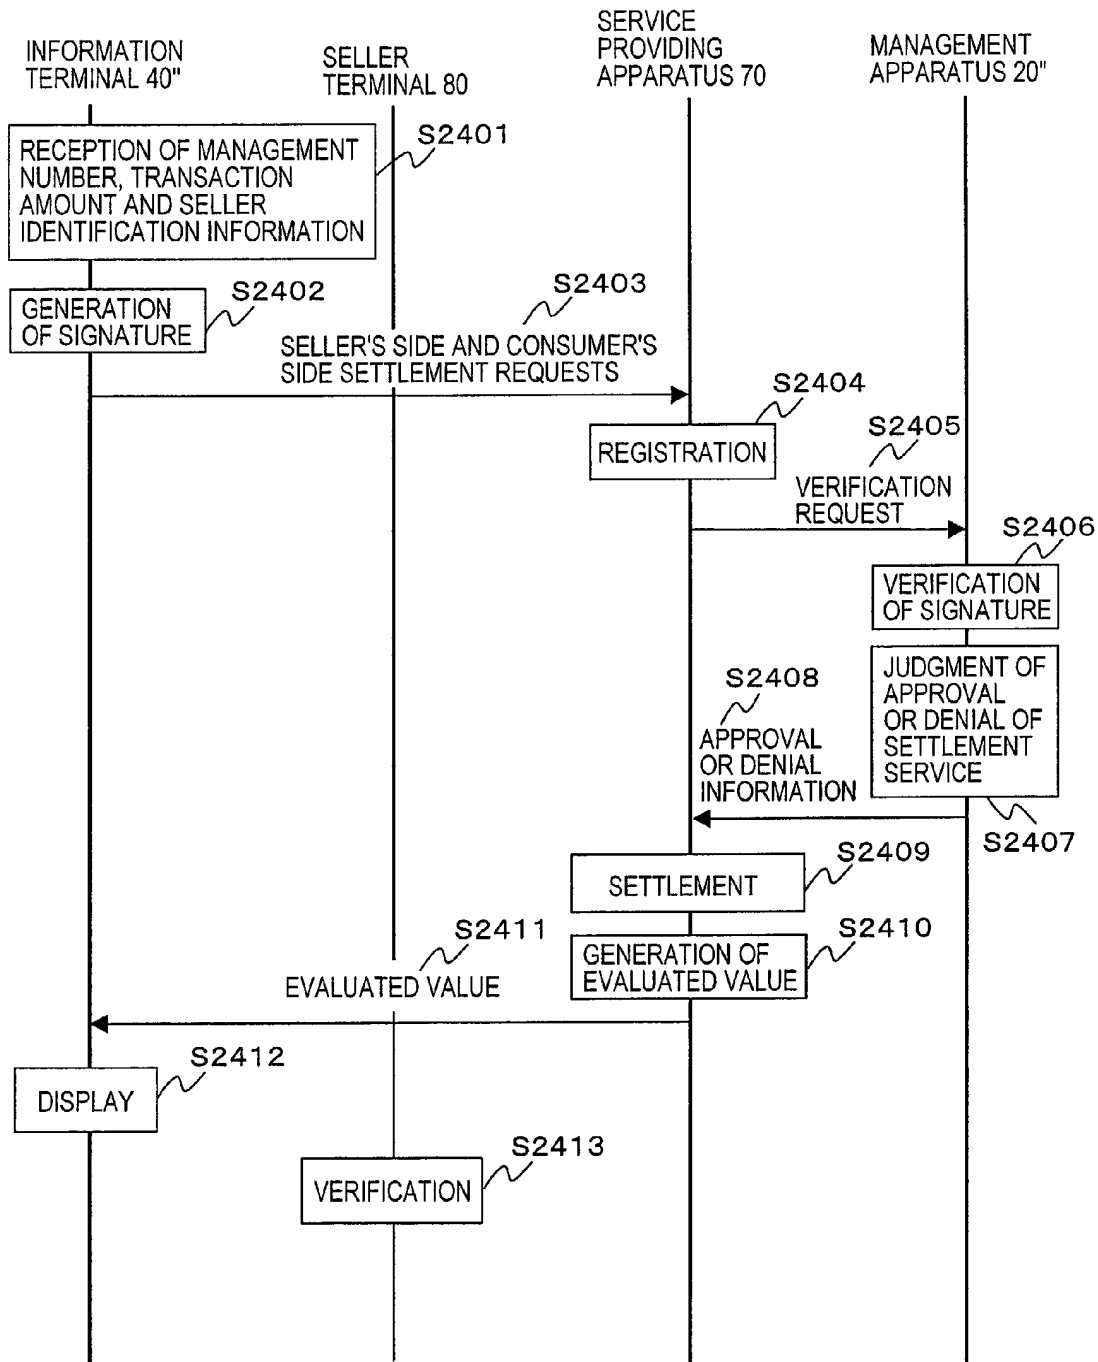 INFORMATION
TERMINAL 40"
SELLER
TERMINAL 80
SERVICE
PROVIDING
APPARATUS 70
MANAGEMENT
APPARATUS 20"
S2401
RECEPTION OF MANAGEMENT
NUMBER, TRANSACTION
AMOUNT AND SELLER
IDENTIFICATION INFORMATION
S2402
GENERATION
OF SIGNATURE
S2403
SELLER'S SIDE AND CONSUMER'S
SIDE SETTLEMENT REQUESTS
S2404
REGISTRATION
S2405
VERIFICATION
REQUEST
S2406
VERIFICATION
OF SIGNATURE
JUDGMENT OF
APPROVAL
OR DENIAL OF
SETTLEMENT
SERVICE
S2407
S2408
APPROVAL
OR DENIAL
INFORMATION
S2409
SETTLEMENT
S2410
GENERATION OF
EVALUATED VALUE
S2411
EVALUATED VALUE
S2412
DISPLAY
S2413
VERIFICATION